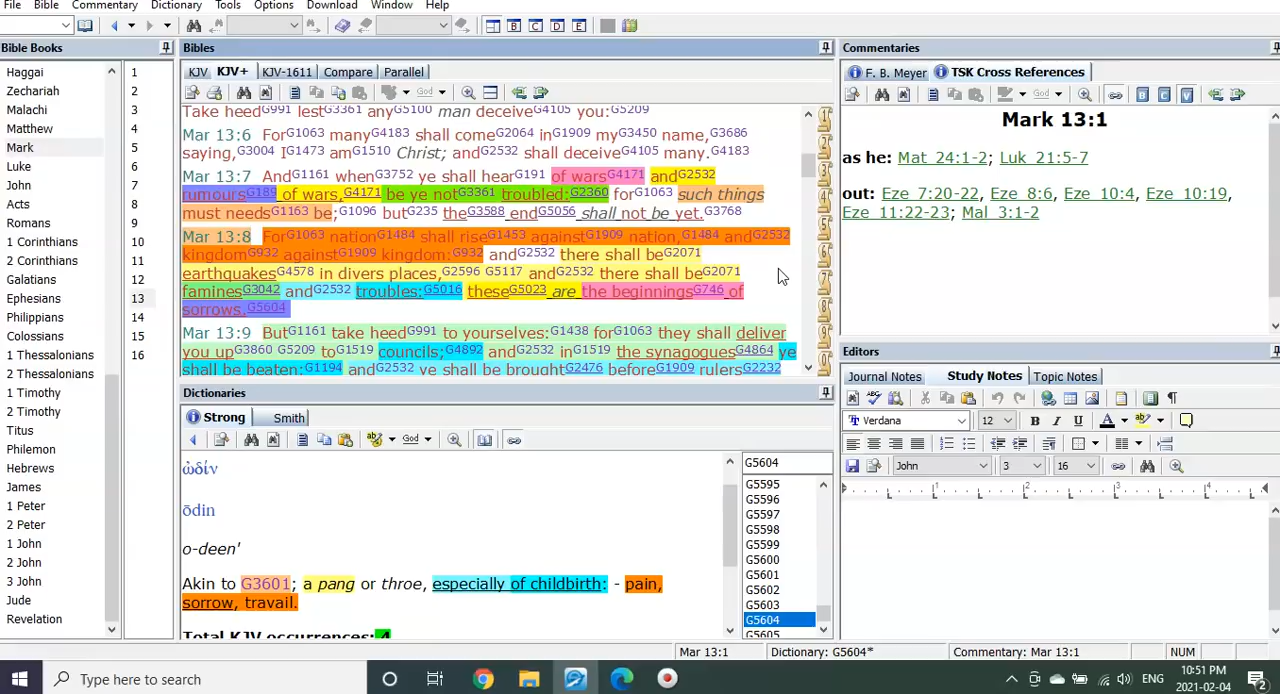 File Bible Commentary Dictionary Tools Options Download Window Help
B C D E
Bible Books
Haggai
Zechariah
Malachi
Matthew
Mark
Luke
John
Acts
Romans
1 Corinthians
2 Corinthians
Galatians
Ephesians
Philippians
Colossians
1 Thessalonians
2 Thessalonians
1 Timothy
2 Timothy
Titus
Philemon
Hebrews
James
1 Peter
2 Peter
1 John
2 John
3 John
Jude
Revelation
1
2
3
4
5
6
7
8
9
10
11
12
13
14
15
16
Bibles
KJV KJV+ KJV-1611 Compare Parallel
God
Take heedG991 lestG3361 anyG5100 man deceiveG4105 you:G5209
Mar 13:6 ForG1063 manyG4183 shall comeG2064 inG1909 myG3450 name,G3686
saying,G3004 IG1473 amG1510 Christ; andG2532 shall deceiveG4105 many.G4183
Mar 13:7 AndG1161 whenG3752 ye shall hearG191 of warsG4171 andG2532
rumoursG189 of wars,G4171 be ye notG3361 troubled:G2360 forG1063 such things
must needsG1163 be;G1096 butG235 theG3588 endG5056 shall not be yet.G3768
Mar 13:8 ForG1063 nationG1484 shall riseG1453 againstG1909 nation,G1484 andG2532
kingdomG932 againstG1909 kingdom:G932 andG2532 there shall beG2071
earthquakesG4578 in divers places,G2596 G5117 andG2532 there shall beG2071
faminesG3042 andG2532 troubles:G5016 theseG5023 are the beginningsG746 of
sorrows.G5604
Mar 13:9 ButG1161 take heedG991 to yourselves:G1438 forG1063 they shall deliver
you upG3860 G5209 toG1519 councils;G4892 andG2532 inG1519 the synagoguesG4864 ye
shall be beaten:G1194 andG2532 ye shall be broughtG2476 beforeG1909 rulersG2232
Dictionaries
Strong Smith
God
ὠδίν
ōdin
o-deen'
Akin to G3601; a pang or throe, especially of childbirth: - pain,
sorrow, travail.
Total KJV occurrences: 4
G5604
G5595
G5596
G5597
G5598
G5599
G5600
G5601
G5602
G5603
G5604
G5605
Commentaries
F. B. Meyer TSK Cross References
God B C V
Mark 13:1
as he: Mat 24:1-2; Luk 21:5-7
out: Eze 7:20-22, Eze 8:6, Eze 10:4, Eze 10:19,
Eze 11:22-23; Mal 3:1-2
Editors
Journal Notes Study Notes Topic Notes
Verdana 12 B I U A
John 3 16
1 2 3 4
Mar 13:1 Dictionary: G5604* Commentary: Mar 13:1 NUM
Type here to search
ENG
10:51 PM
2021-02-04
2